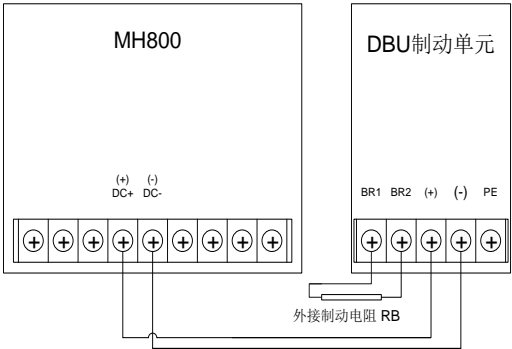 MH800
DBU制动单元
(+) (-)
DC+ DC-
BR1 BR2 (+) (-) PE
外接制动电阻 RB